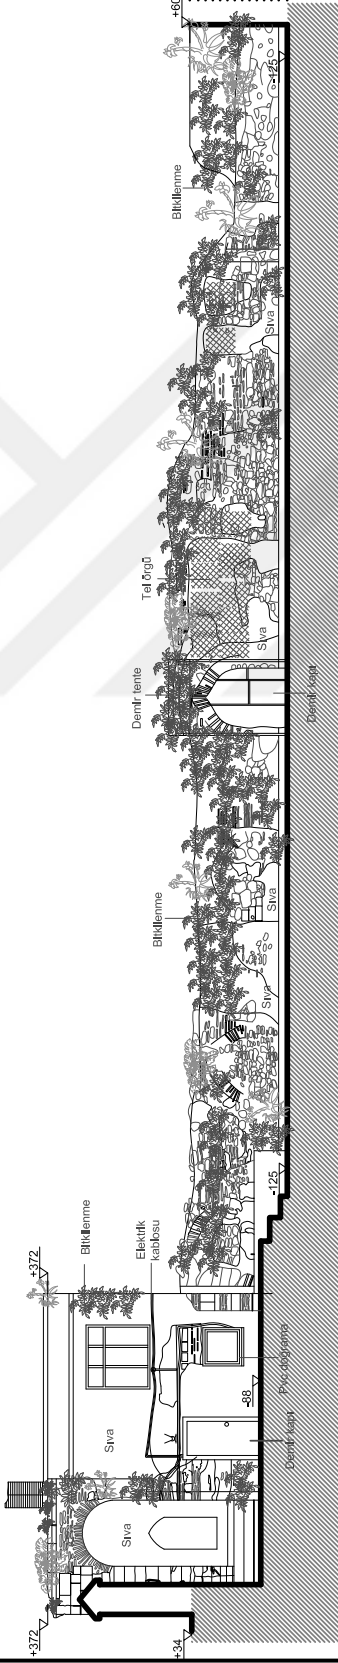 +372
+372
+34
Sıva
Sıva
Bitkilenme
Elektrik
kablosu
-88
Demir kapı
Pvc doğrama
-125
Bitkilenme
Sıva
Sıva
Demir tente
Demir kapı
Tel örgü
Sıva
Sıva
Bitkilenme
-125